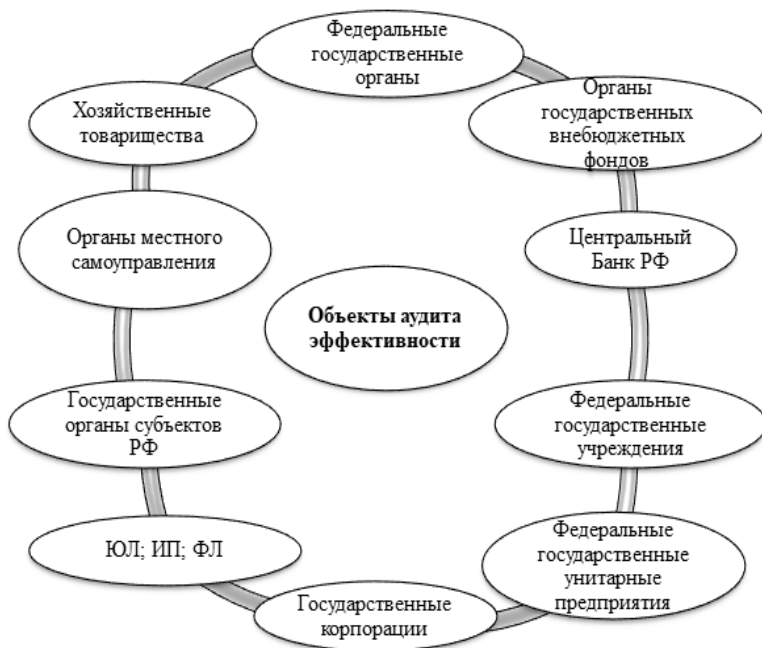 Федеральные
государственные
органы
Органы
государственных
внебюджетных
фондов
Центральный
Банк РФ
Федеральные
государственные
учреждения
Федеральные
государственные
унитарные
предприятия
Государственные
корпорации
ЮЛ; ИП; ФЛ
Государственные
органы субъектов
РФ
Органы местного
самоуправления
Хозяйственные
товарищества
Объекты аудита
эффективности